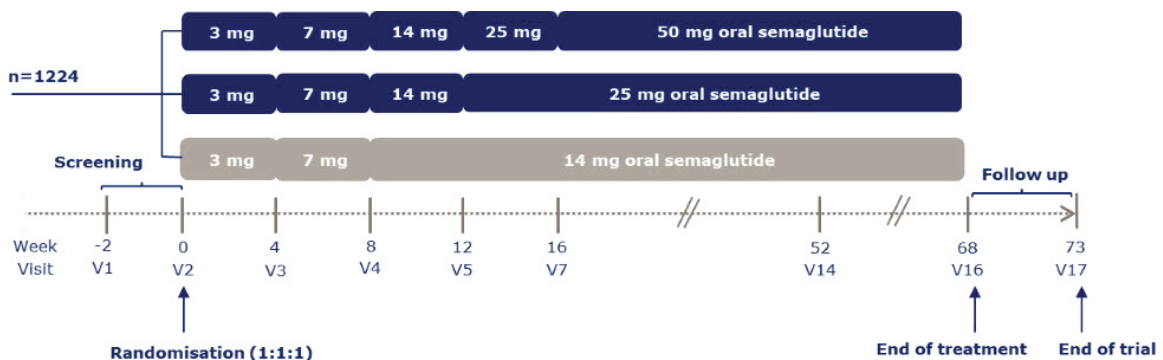 3 mg 7 mg 14 mg 25 mg 50 mg oral semaglutide
n=1224
3 mg 7 mg 14 mg 25 mg oral semaglutide
3 mg 7 mg 14 mg oral semaglutide
Screening
Follow up
Week -2 0 4 8 12 16 52 68 73
Visit V1 V2 V3 V4 V5 V7 V14 V16 V17
Randomisation (1:1:1) End of treatment End of trial